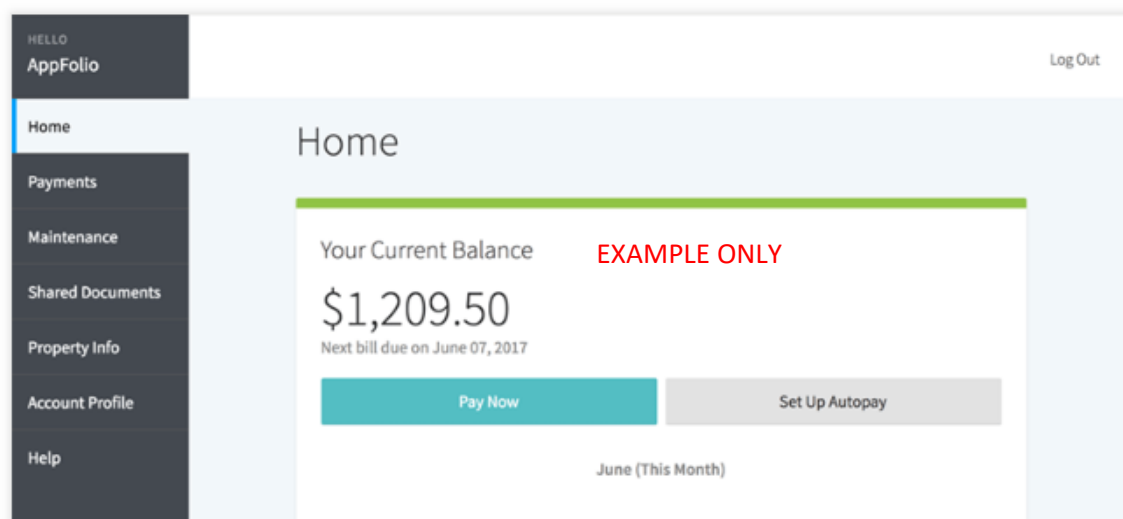 HELLO
AppFolio
Log Out
Home
Payments
Maintenance
Shared Documents
Property Info
Account Profile
Help
Home
Your Current Balance
EXAMPLE ONLY
$1,209.50
Next bill due on June 07, 2017
Pay Now
Set Up Autopay
June (This Month)